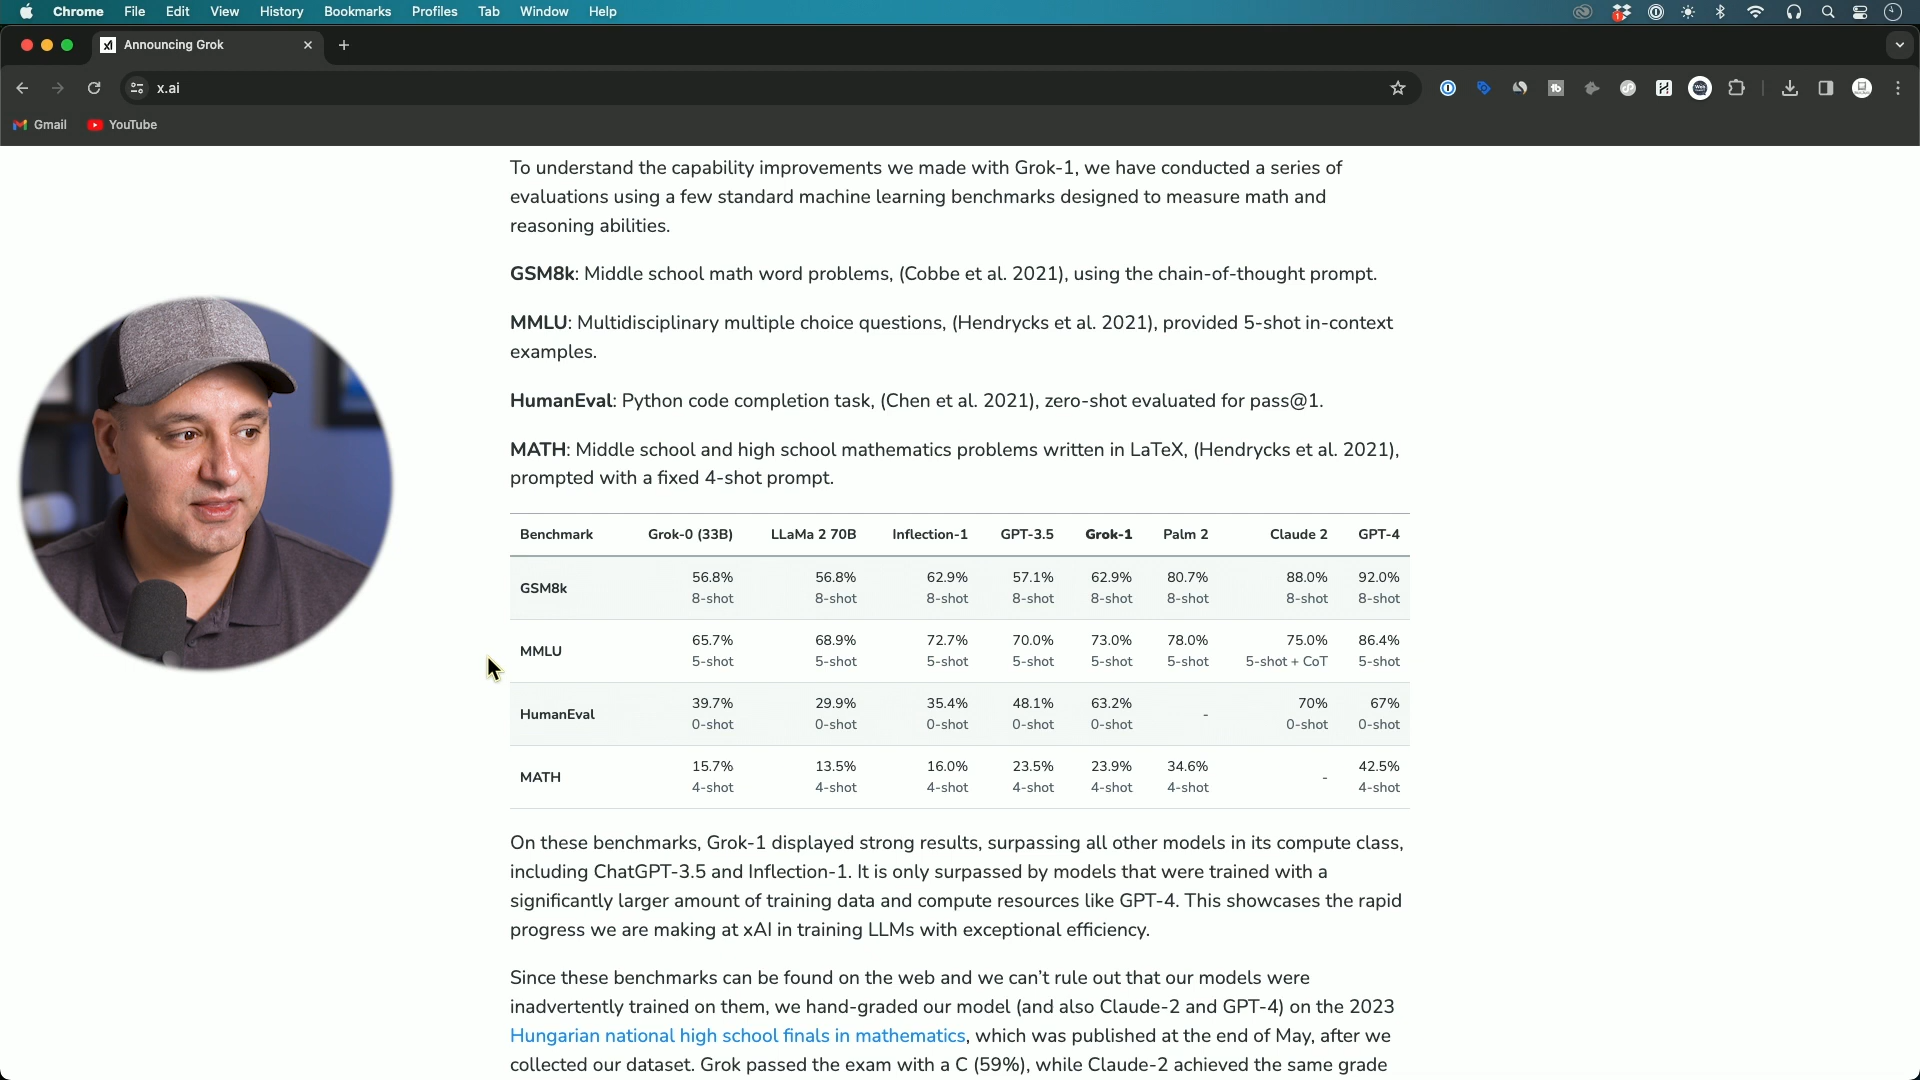 Chrome File Edit View History Bookmarks Profiles Tab Window Help
Announcing Grok
x.ai
Gmail YouTube
To understand the capability improvements we made with Grok-1, we have conducted a series of
evaluations using a few standard machine learning benchmarks designed to measure math and
reasoning abilities.
GSM8k: Middle school math word problems, (Cobbe et al. 2021), using the chain-of-thought prompt.
MMLU: Multidisciplinary multiple choice questions, (Hendrycks et al. 2021), provided 5-shot in-context
examples.
HumanEval: Python code completion task, (Chen et al. 2021), zero-shot evaluated for pass@1.
MATH: Middle school and high school mathematics problems written in LaTeX, (Hendrycks et al. 2021),
prompted with a fixed 4-shot prompt.
Benchmark Grok-0 (33B) LLaMa 2 70B Inflection-1 GPT-3.5 Grok-1 Palm 2 Claude 2 GPT-4
GSM8k 56.8% 56.8% 62.9% 57.1% 62.9% 80.7% 88.0% 92.0%
8-shot 8-shot 8-shot 8-shot 8-shot 8-shot 8-shot 8-shot
MMLU 65.7% 68.9% 72.7% 70.0% 73.0% 78.0% 75.0% 86.4%
5-shot 5-shot 5-shot 5-shot 5-shot 5-shot 5-shot + CoT 5-shot
HumanEval 39.7% 29.9% 35.4% 48.1% 63.2% - 70% 67%
0-shot 0-shot 0-shot 0-shot 0-shot 0-shot 0-shot
MATH 15.7% 13.5% 16.0% 23.5% 23.9% 34.6% - 42.5%
4-shot 4-shot 4-shot 4-shot 4-shot 4-shot 4-shot
On these benchmarks, Grok-1 displayed strong results, surpassing all other models in its compute class,
including ChatGPT-3.5 and Inflection-1. It is only surpassed by models that were trained with a
significantly larger amount of training data and compute resources like GPT-4. This showcases the rapid
progress we are making at xAI in training LLMs with exceptional efficiency.
Since these benchmarks can be found on the web and we can't rule out that our models were
inadvertently trained on them, we hand-graded our model (and also Claude-2 and GPT-4) on the 2023
Hungarian national high school finals in mathematics, which was published at the end of May, after we
collected our dataset. Grok passed the exam with a C (59%), while Claude-2 achieved the same grade